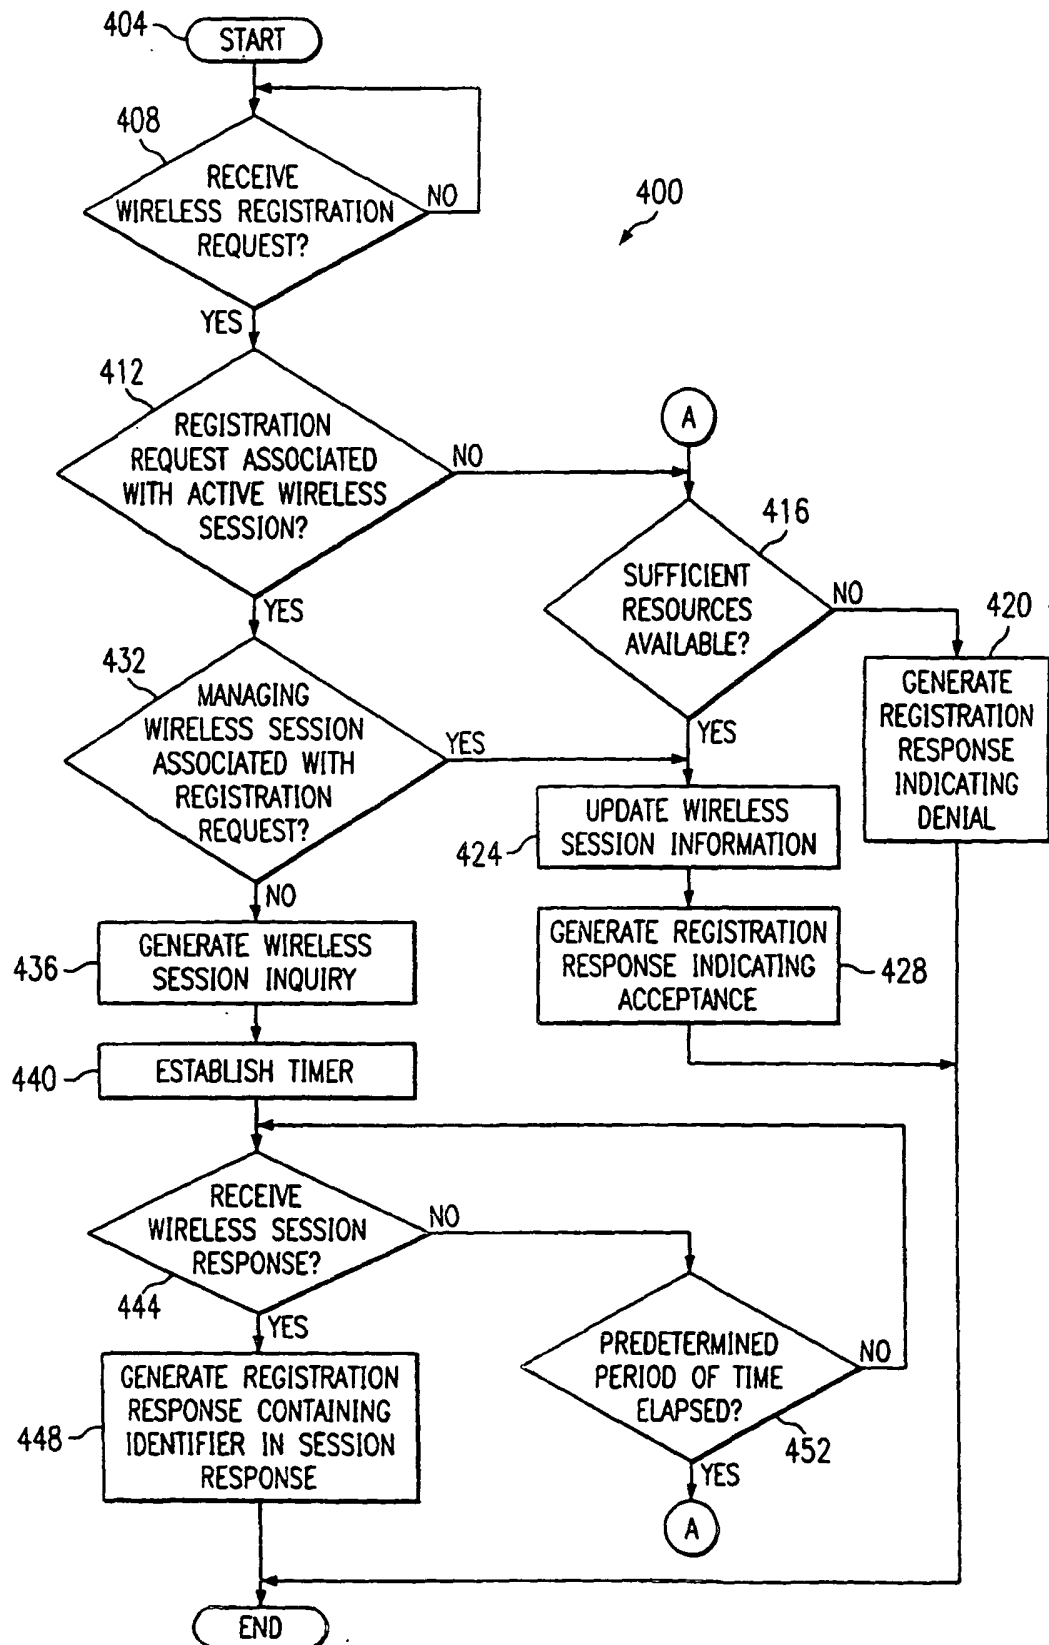 404
START
408
RECEIVE
WIRELESS REGISTRATION
REQUEST?
NO
400
YES
412
REGISTRATION
REQUEST ASSOCIATED
WITH ACTIVE WIRELESS
SESSION?
NO
A
416
SUFFICIENT
RESOURCES
AVAILABLE?
NO
420
GENERATE
REGISTRATION
RESPONSE
INDICATING
DENIAL
YES
YES
432
MANAGING
WIRELESS SESSION
ASSOCIATED WITH
REGISTRATION
REQUEST?
YES
UPDATE WIRELESS
SESSION INFORMATION
424
NO
GENERATE WIRELESS
SESSION INQUIRY
436
GENERATE REGISTRATION
RESPONSE INDICATING
ACCEPTANCE
428
ESTABLISH TIMER
440
RECEIVE
WIRELESS SESSION
RESPONSE?
NO
444
YES
PREDETERMINED
PERIOD OF TIME
ELAPSED?
NO
452
YES
A
GENERATE REGISTRATION
RESPONSE CONTAINING
IDENTIFIER IN SESSION
RESPONSE
448
END